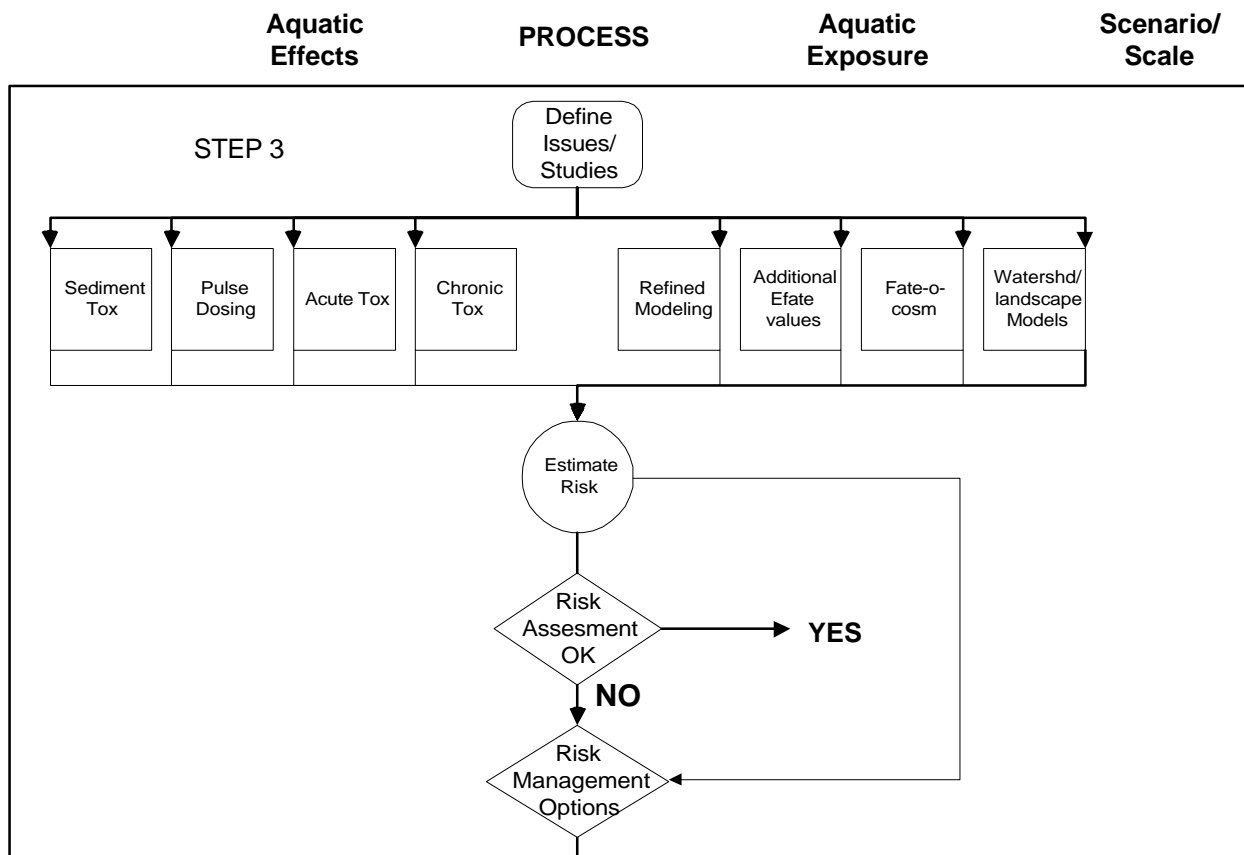 Aquatic
Effects
PROCESS
Aquatic
Exposure
Scenario/
Scale
STEP 3
Define
Issues/
Studies
Sediment
Tox
Pulse
Dosing
Acute Tox
Chronic
Tox
Refined
Modeling
Additional
Efate
values
Fate-o-
cosm
Watershd/
landscape
Models
Estimate
Risk
Risk
Assesment
OK
YES
NO
Risk
Management
Options